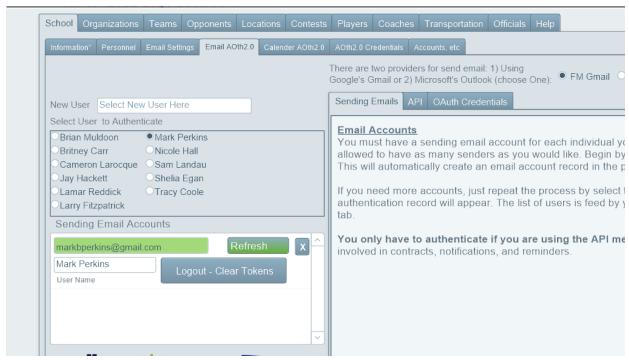 School Organizations Teams Opponents Locations Contests Players Coaches Transportation Officials Help
Information* Personnel Email Settings Email AOth2.0 Calender AOth2.0 AOth2.0 Credentials Accounts, etc
There are two providers for send email: 1) Using
Google's Gmail or 2) Microsoft's Outlook (choose One): FM Gmail
New User Select New User Here
Select User to Authenticate
Brian Muldoon Mark Perkins
Britney Carr Nicole Hall
Cameron Larocque Sam Landau
Jay Hackett Shelia Egan
Lamar Reddick Tracy Coole
Larry Fitzpatrick
Sending Email Accounts
markbperkins@gmail.com Refresh X
Mark Perkins
User Name
Logout - Clear Tokens
Sending Emails API OAuth Credentials
Email Accounts
You must have a sending email account for each individual yo
allowed to have as many senders as you would like. Begin by
This will automatically create an email account record in the p
If you need more accounts, just repeat the process by select t
authentication record will appear. The list of users is feed by y
tab.
You only have to authenticate if you are using the API me
involved in contracts, notifications, and reminders.